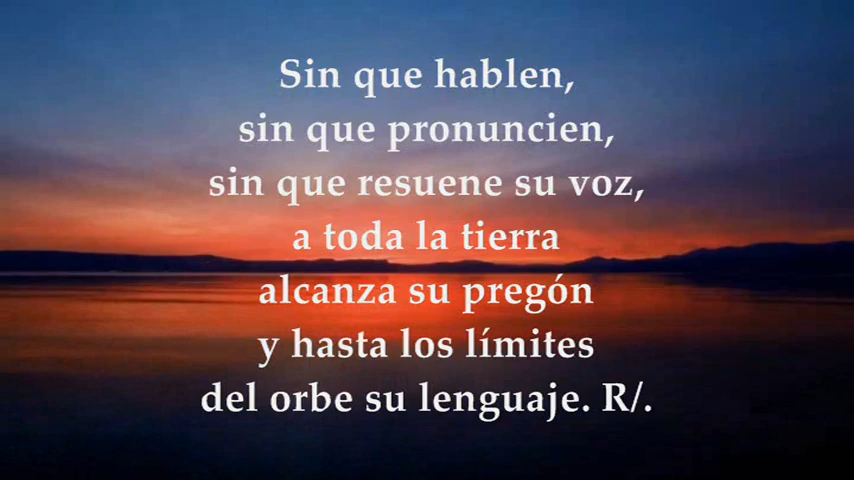 Sin que hablen,
sin que pronuncien,
sin que resuene su voz,
a toda la tierra
alcanza su pregón
y hasta los límites
del orbe su lenguaje. R/.